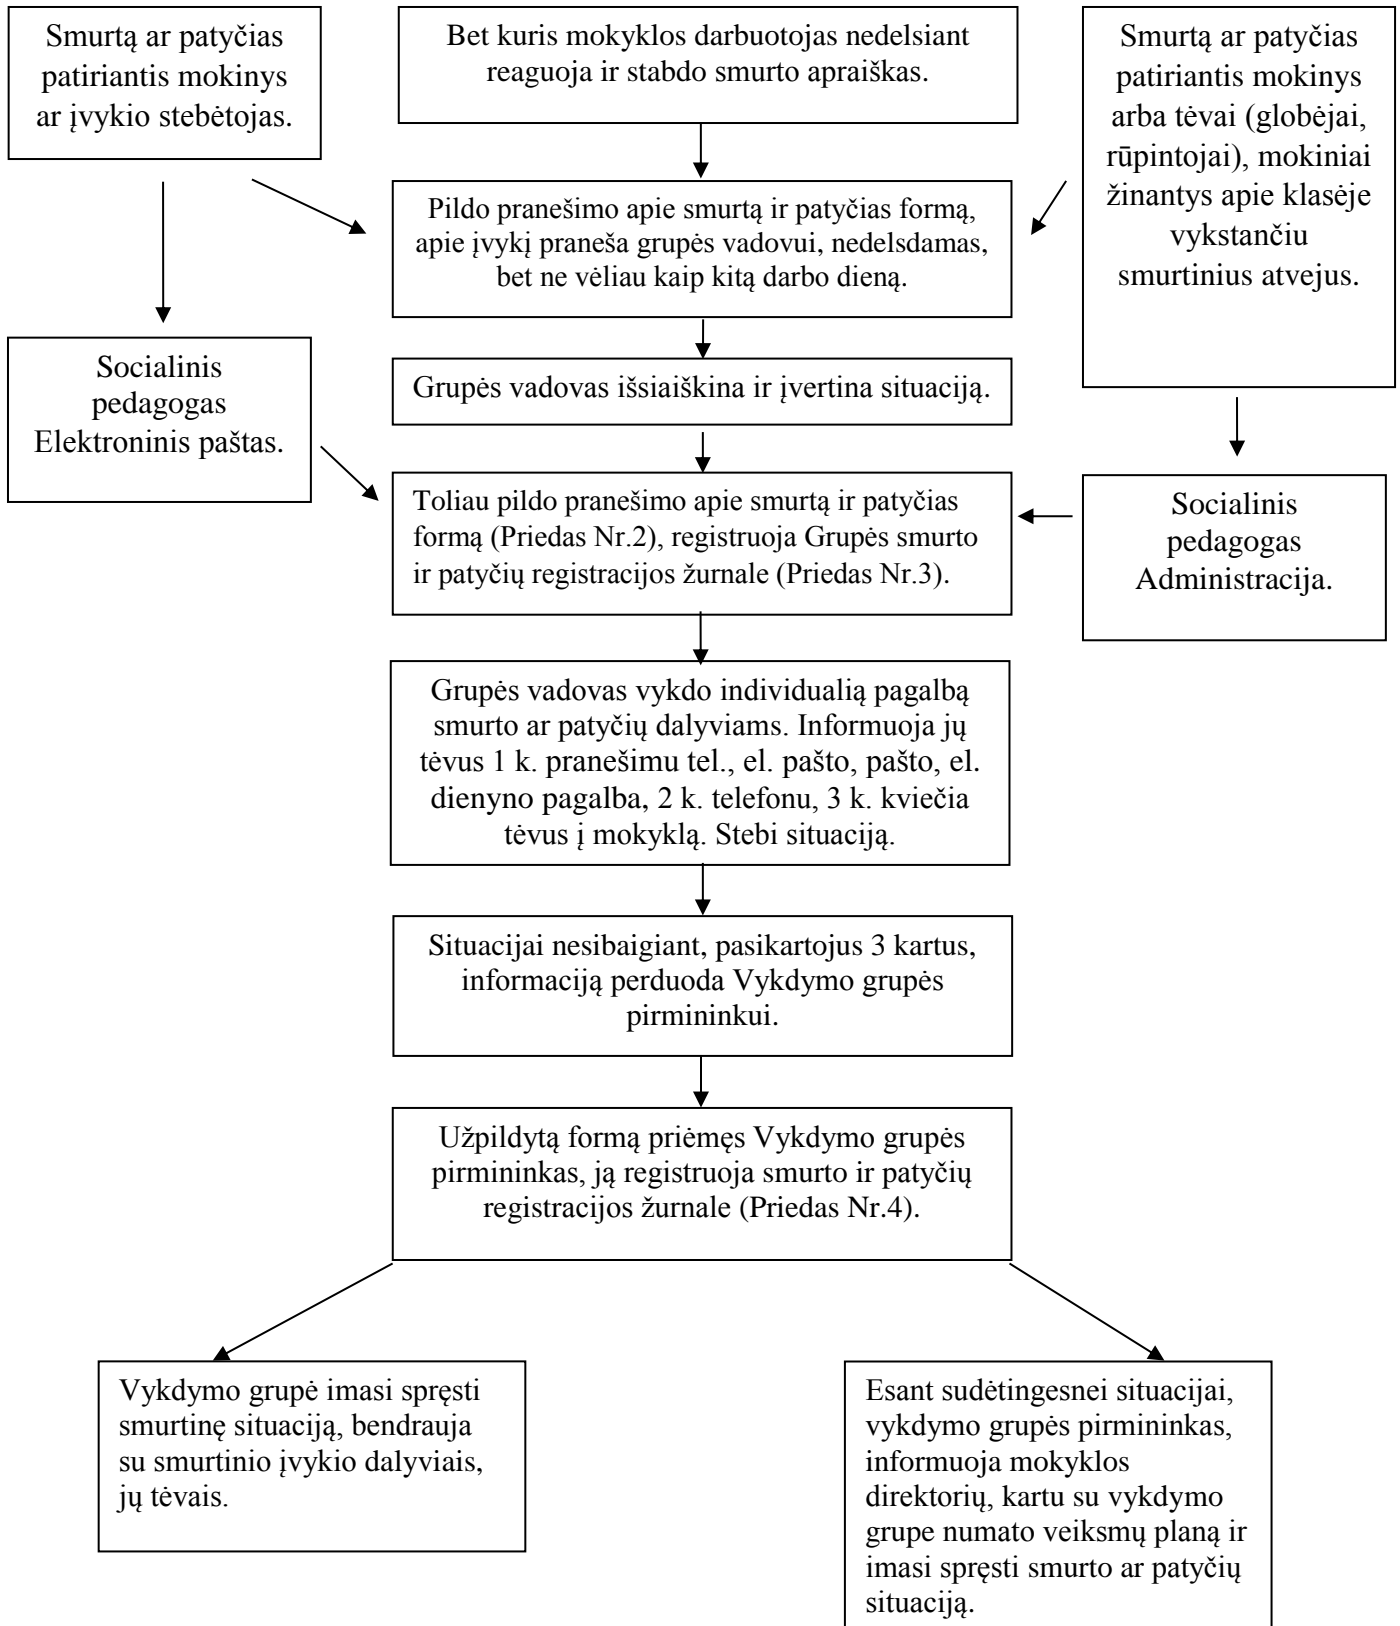 Smurtą ar patyčias
patiriantis mokinys
ar įvykio stebėtojas.
Bet kuris mokyklos darbuotojas nedelsiant
reaguoja ir stabdo smurto apraiškas.
Smurtą ar patyčias
patiriantis mokinys
arba tėvai (globėjai,
rūpintojai), mokiniai
žinantys apie klasėje
vykstančiu
smurtinius atvejus.
Pildo pranešimo apie smurtą ir patyčias formą,
apie įvykį praneša grupės vadovui, nedelsdamas,
bet ne vėliau kaip kitą darbo dieną.
Socialinis
pedagogas
Elektroninis paštas.
Grupės vadovas išsiaiškina ir įvertina situaciją.
Toliau pildo pranešimo apie smurtą ir patyčias
formą (Priedas Nr.2), registruoja Grupės smurto
ir patyčių registracijos žurnale (Priedas Nr.3).
Socialinis
pedagogas
Administracija.
Grupės vadovas vykdo individualią pagalbą
smurto ar patyčių dalyviams. Informuoja jų
tėvus 1 k. pranešimu tel., el. pašto, pašto, el.
dienyno pagalba, 2 k. telefonu, 3 k. kviečia
tėvus į mokyklą. Stebi situaciją.
Situacijai nesibaigiant, pasikartojus 3 kartus,
informaciją perduoda Vykdymo grupės
pirmininkui.
Užpildytą formą priėmęs Vykdymo grupės
pirmininkas, ją registruoja smurto ir patyčių
registracijos žurnale (Priedas Nr.4).
Vykdymo grupė imasi spręsti
smurtinę situaciją, bendrauja
su smurtinio įvykio dalyviais,
jų tėvais.
Esant sudėtingesnei situacijai,
vykdymo grupės pirmininkas,
informuoja mokyklos
direktorių, kartu su vykdymo
grupe numato veiksmų planą ir
imasi spręsti smurto ar patyčių
situaciją.